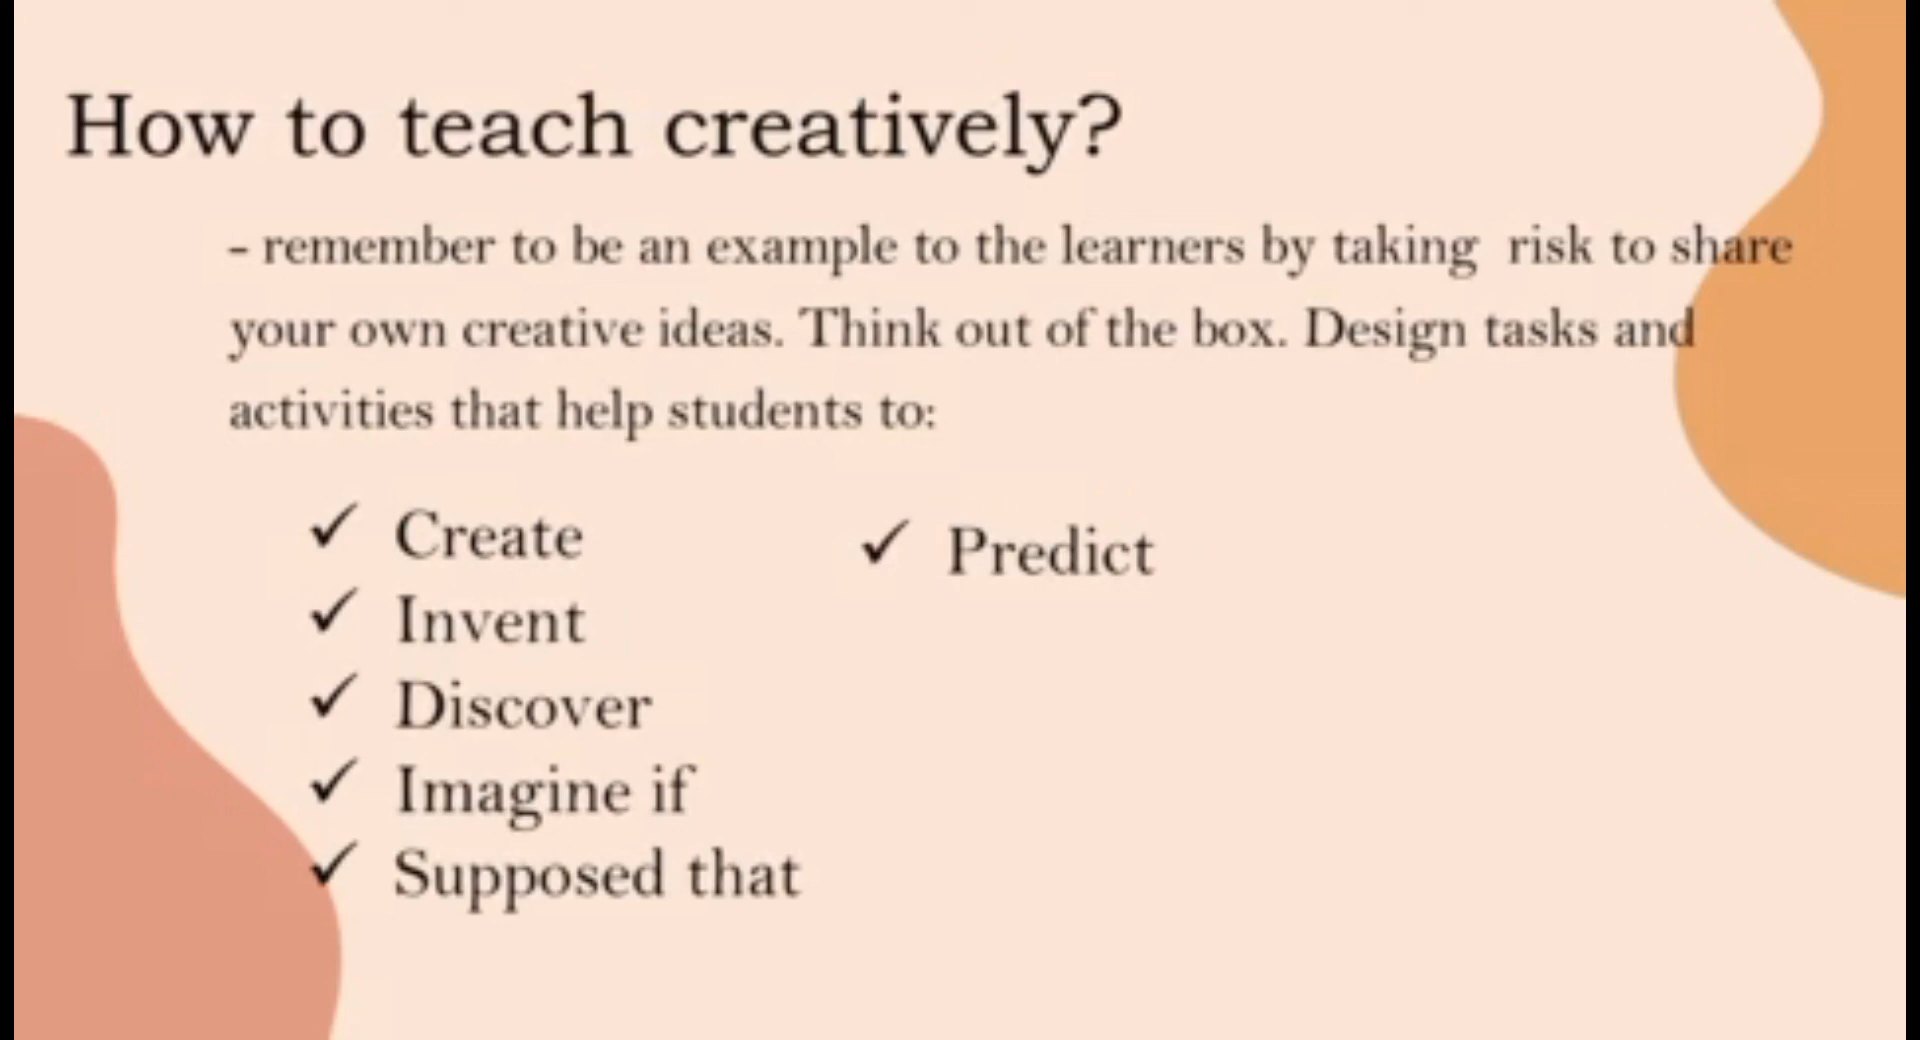 How to teach creatively?
- remember to be an example to the learners by taking risk to share
your own creative ideas. Think out of the box. Design tasks and
activities that help students to:
✓ Create
✓ Invent
✓ Discover
✓ Imagine if
✓ Supposed that
✓ Predict